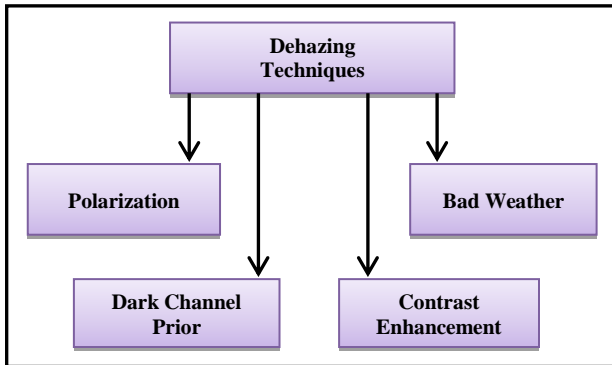 Dehazing
Techniques
Polarization
Bad Weather
Dark Channel
Prior
Contrast
Enhancement